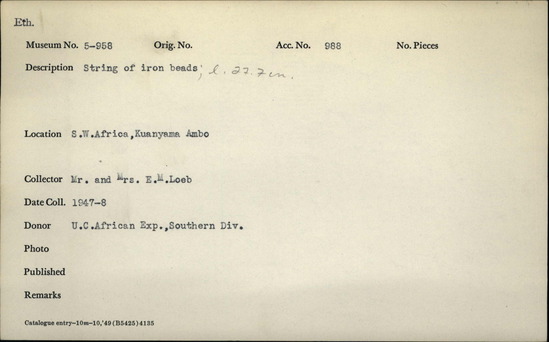 Eth.
Museum No. 5-958 Orig. No. Acc. No. 988 No. Pieces
Description String of iron beads; l. 27.7cm.
Location S.W.Africa,Kuanyama Ambo
Collector Mr. and Mrs. E.M.Loeb
Date Coll. 1947-8
Donor U.C.African Exp.,Southern Div.
Photo
Published
Remarks
Catalogue entry-10m-10,'49(B5425)4135